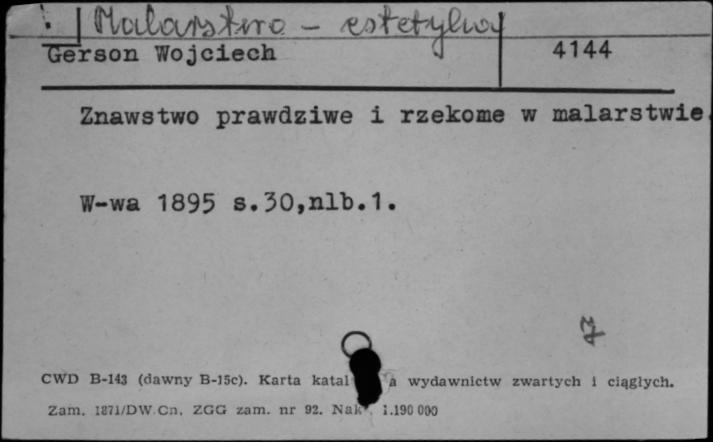 Malarstwo - estetyka
Gerson Wojciech 4144
Znawstwo prawdziwe i rzekome w malarstwie.
W-wa 1895 s.30,nlb.1.
CWD B-143 (dawny B-15c). Karta katal a wydawnictw zwartych i ciągłych.
Zam. 1871/DW.Cn. ZGG zam. nr 92. Nak . 1.190 000